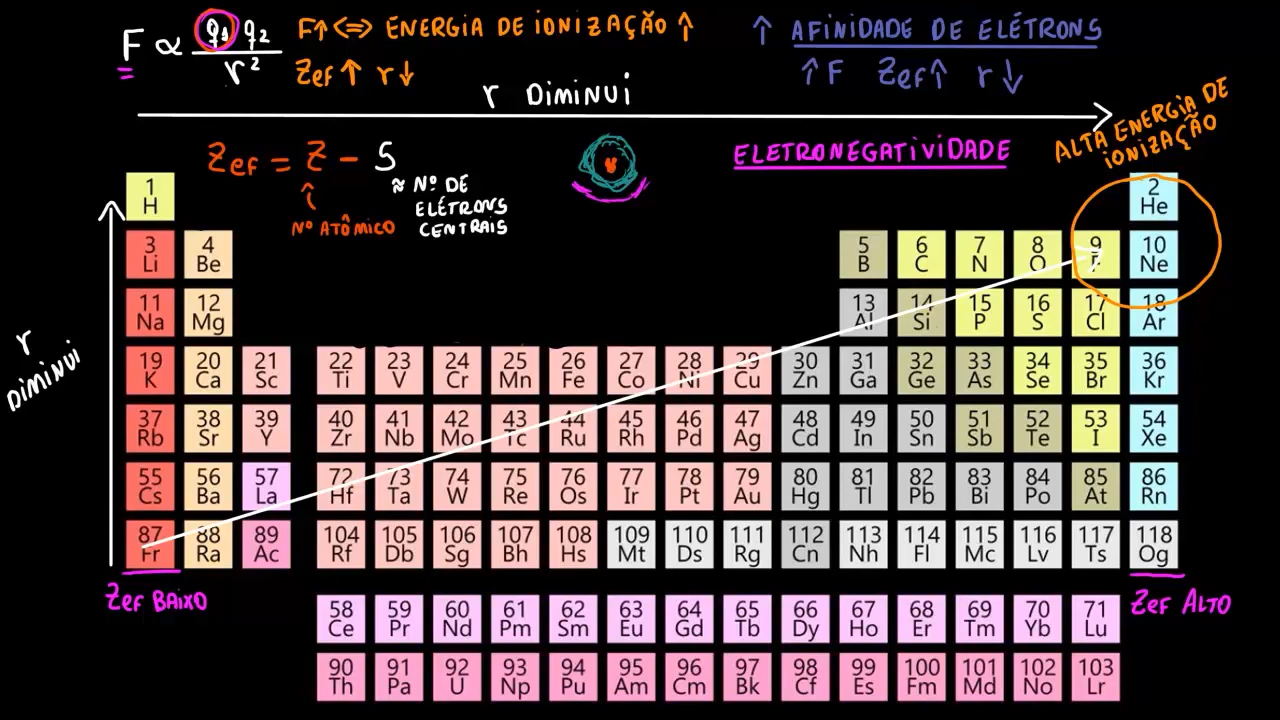 F ∝ q₁ q₂ / r²
F↑ <=> ENERGIA DE IONIZAÇÃO ↑
Zef ↑ r ↓
↑ AFINIDADE DE ELÉTRONS
↑F Zef↑ r ↓
r DIMINUI
ALTA ENERGIA DE
IONIZAÇÃO
ELETRONEGATIVIDADE
Zef = Z - S
≈ Nº DE
ELÉTRONS
CENTRAIS
Nº ATÔMICO
r
DIMINUI
1 2
H He
3 4 5 6 7 8 9 10
Li Be B C N O F Ne
11 12 13 14 15 16 17 18
Na Mg Al Si P S Cl Ar
19 20 21 22 23 24 25 26 27 28 29 30 31 32 33 34 35 36
K Ca Sc Ti V Cr Mn Fe Co Ni Cu Zn Ga Ge As Se Br Kr
37 38 39 40 41 42 43 44 45 46 47 48 49 50 51 52 53 54
Rb Sr Y Zr Nb Mo Tc Ru Rh Pd Ag Cd In Sn Sb Te I Xe
55 56 57 72 73 74 75 76 77 78 79 80 81 82 83 84 85 86
Cs Ba La Hf Ta W Re Os Ir Pt Au Hg Tl Pb Bi Po At Rn
87 88 89 104 105 106 107 108 109 110 111 112 113 114 115 116 117 118
Fr Ra Ac Rf Db Sg Bh Hs Mt Ds Rg Cn Nh Fl Mc Lv Ts Og
Zef BAIXO
Zef ALTO
58 59 60 61 62 63 64 65 66 67 68 69 70 71
Ce Pr Nd Pm Sm Eu Gd Tb Dy Ho Er Tm Yb Lu
90 91 92 93 94 95 96 97 98 99 100 101 102 103
Th Pa U Np Pu Am Cm Bk Cf Es Fm Md No Lr